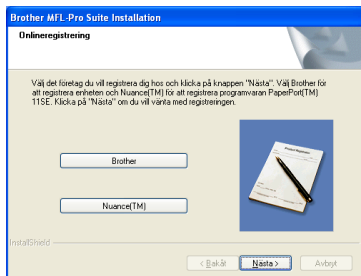 Brother MFL-Pro Suite Installation
Onlineregistrering
Välj det företag du vill registrera dig hos och klicka på knappen "Nästa". Välj Brother för
att registrera enheten och Nuance(TM) för att registrera programvaran PaperPort(TM)
11SE. Klicka på "Nästa" om du vill vänta med registreringen.
Brother
Nuance(TM)
InstallShield
< Bakåt Nästa > Avbryt